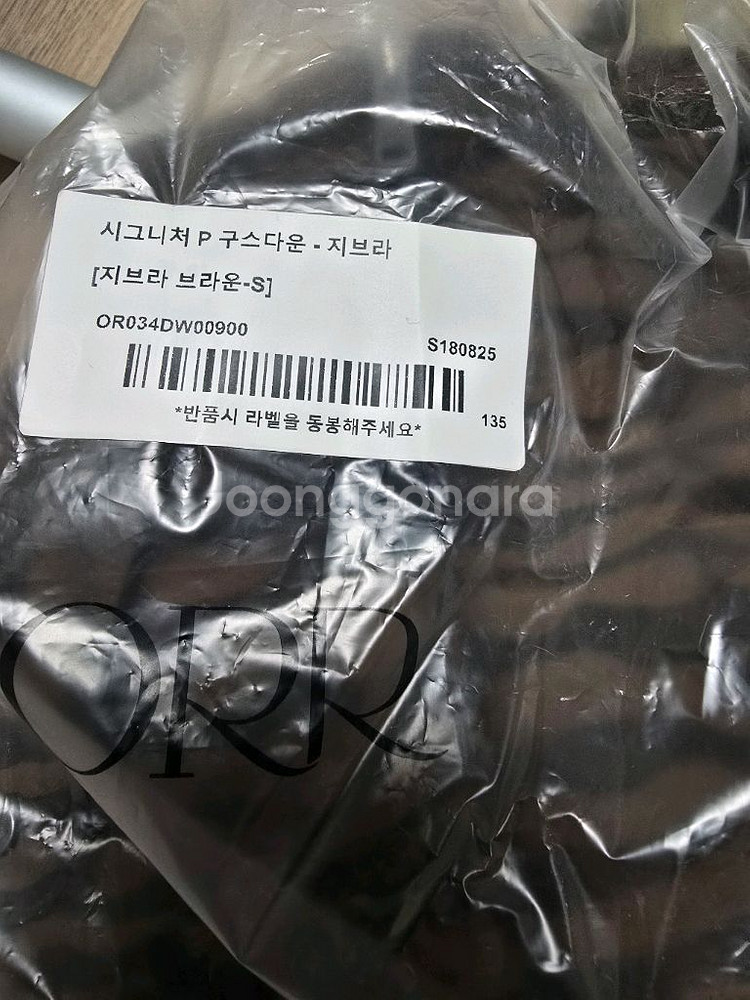 시그니처 P 구스다운 - 지브라
[지브라 브라운-S]
OR034DW00900
S180825
135
*반품시 라벨을 동봉해주세요*
Joonggonara
ORR